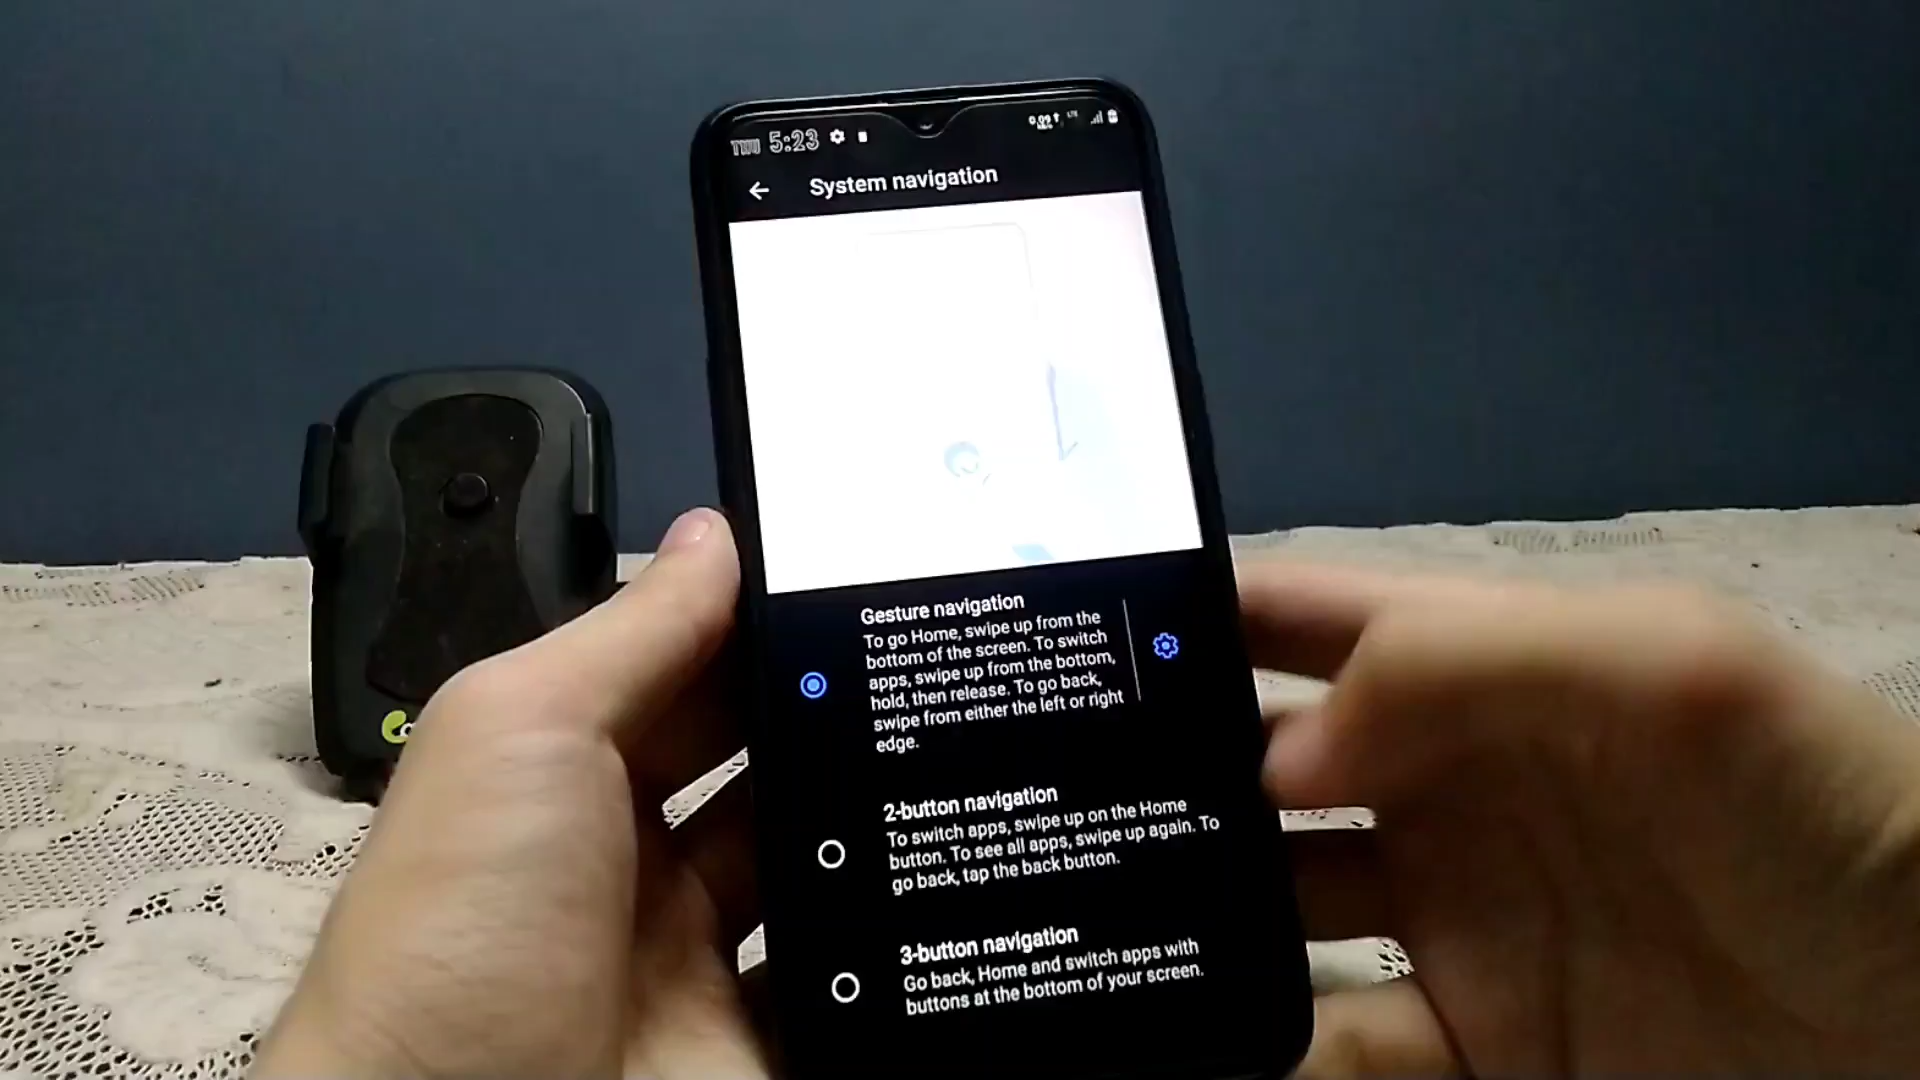 THU 5:23
0.09
LTE
System navigation
Gesture navigation
To go Home, swipe up from the
bottom of the screen. To switch
apps, swipe up from the bottom,
hold, then release. To go back,
swipe from either the left or right
edge.
2-button navigation
To switch apps, swipe up on the Home
button. To see all apps, swipe up again. To
go back, tap the back button.
3-button navigation
Go back, Home and switch apps with
buttons at the bottom of your screen.